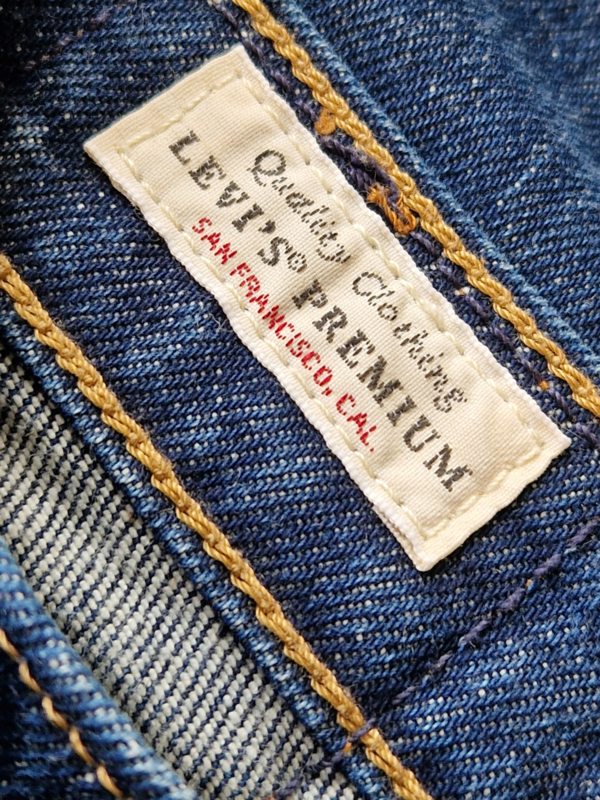 Quality Clothing
LEVI'S® PREMIUM
SAN FRANCISCO, CAL.